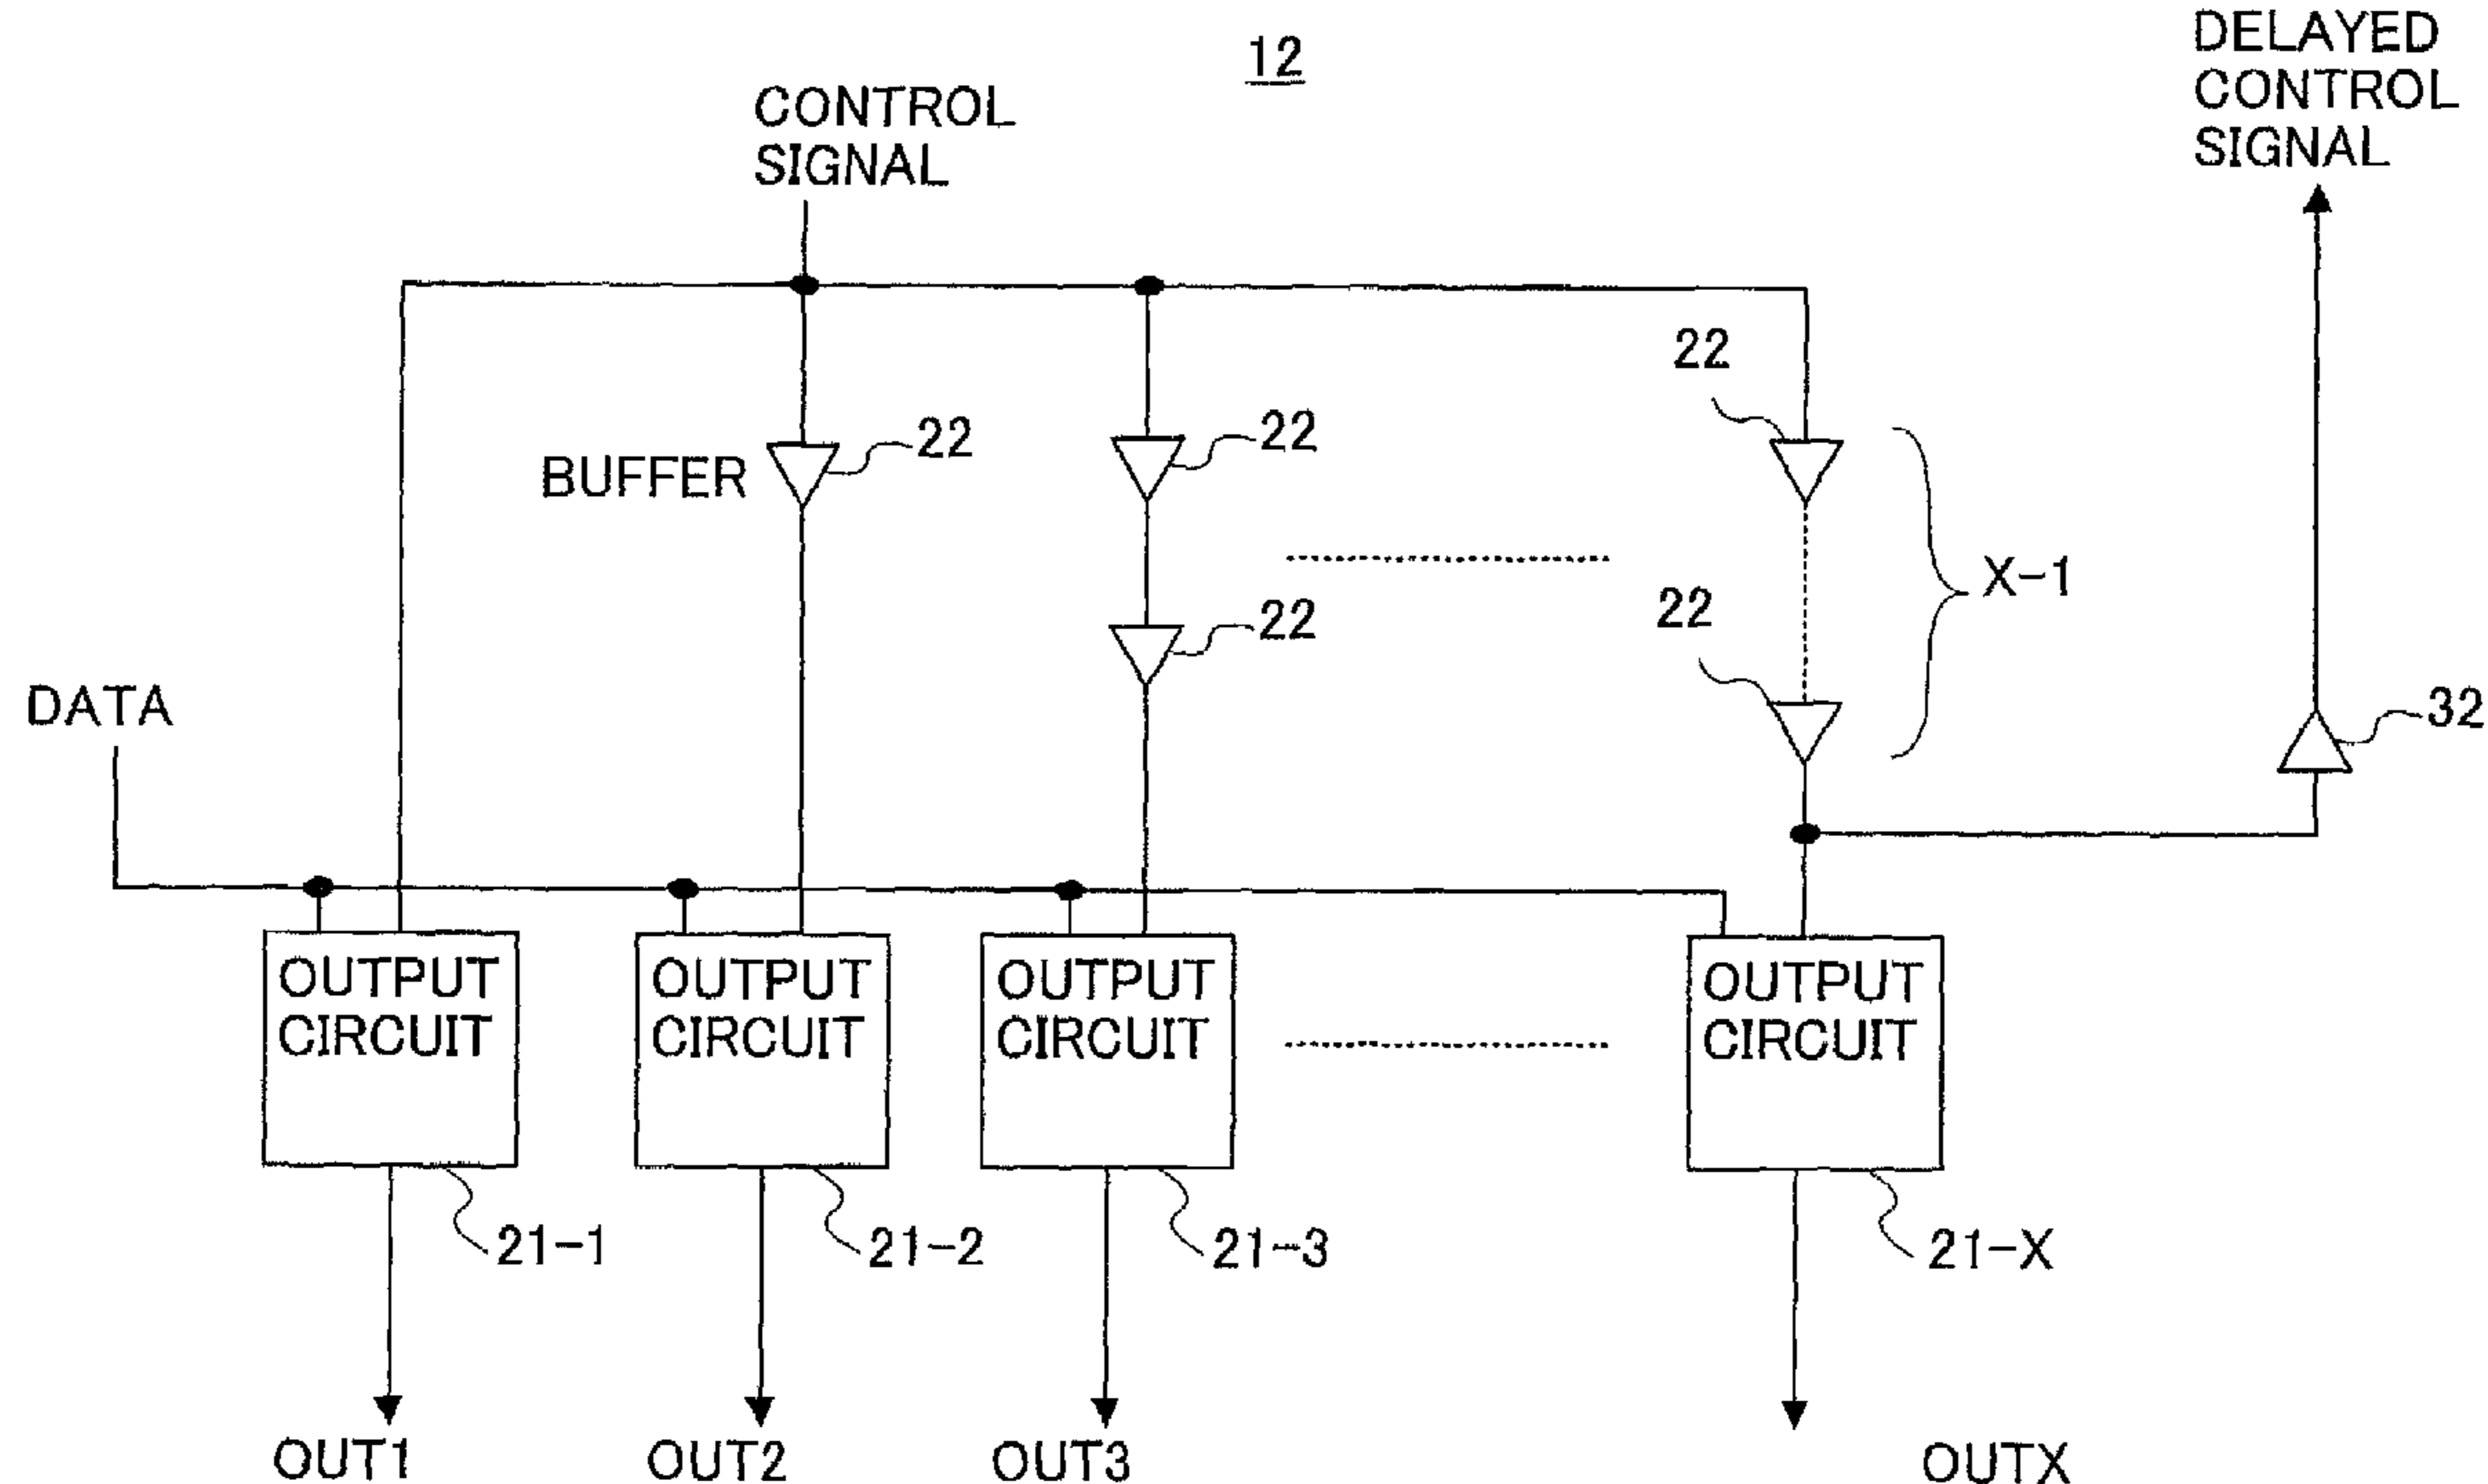 12
DELAYED
CONTROL
SIGNAL
CONTROL
SIGNAL
22
BUFFER
22
22
X-1
22
22
DATA
32
OUTPUT
CIRCUIT
OUTPUT
CIRCUIT
OUTPUT
CIRCUIT
OUTPUT
CIRCUIT
21-1
21-2
21-3
21-X
OUT1
OUT2
OUT3
OUTX